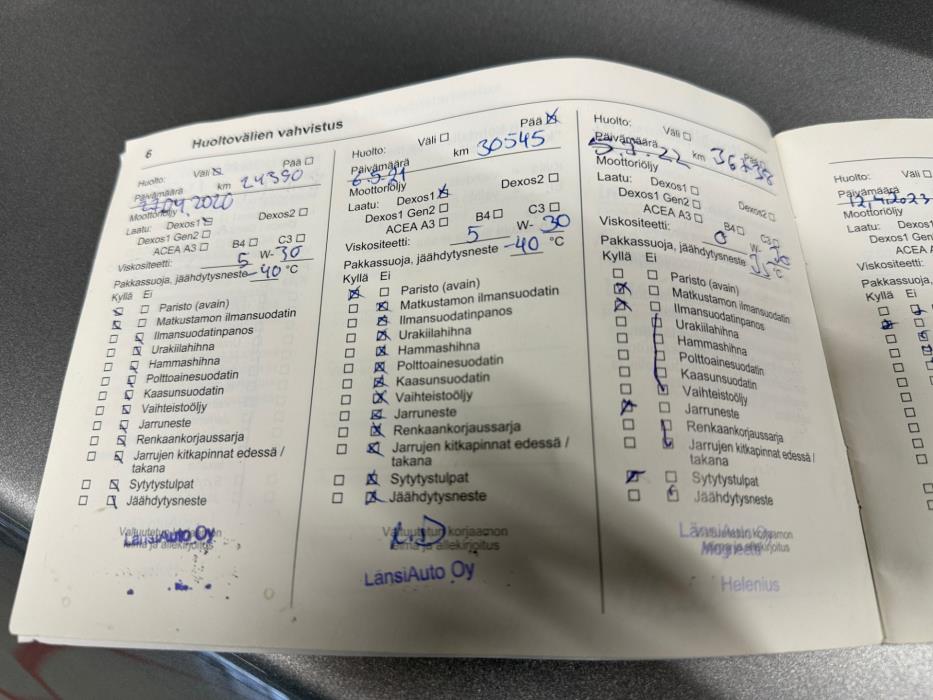 6 Huoltovälien vahvistus
Huolto: Väli ☒ Pää ☐
Päivämäärä km 24390
27.04.2020
Moottoriöljy
Laatu: Dexos1 ☒ Dexos2 ☐
Dexos1 Gen2 ☐
ACEA A3 ☐ B4 ☐ C3 ☐
Viskositeetti: 5 W- 30
Pakkassuoja, jäähdytysneste -40 °C
Kyllä Ei
Paristo (avain)
Matkustamon ilmansuodatin
Ilmansuodatinpanos
Urakiilahihna
Hammashihna
Polttoainesuodatin
Kaasunsuodatin
Vaihteistoöljy
Jarruneste
Renkaankorjaussarja
Jarrujen kitkapinnat edessä /
takana
Sytytystulpat
Jäähdytysneste
LänsiAuto Oy
Huolto: Väli ☐ Pää ☒
Päivämäärä km 30545
6.5.21
Moottoriöljy
Laatu: Dexos1 ☒ Dexos2 ☐
Dexos1 Gen2 ☐
ACEA A3 ☐ B4 ☐ C3 ☐
Viskositeetti: 5 W- 30
Pakkassuoja, jäähdytysneste -40 °C
Kyllä Ei
Paristo (avain)
Matkustamon ilmansuodatin
Ilmansuodatinpanos
Urakiilahihna
Hammashihna
Polttoainesuodatin
Kaasunsuodatin
Vaihteistoöljy
Jarruneste
Renkaankorjaussarja
Jarrujen kitkapinnat edessä /
takana
Sytytystulpat
Jäähdytysneste
Valtuutetun korjaamon
leima ja allekirjoitus
LänsiAuto Oy
Huolto: Väli ☐ Pää
Päivämäärä km
Moottoriöljy
Laatu: Dexos1 ☐ Dexos2 ☐
Dexos1 Gen2 ☐
ACEA A3 ☐ B4 ☐ C3 ☐
Viskositeetti: 0 W-
Pakkassuoja, jäähdytysneste 35 °C
Kyllä Ei
Paristo (avain)
Matkustamon ilmansuodatin
Ilmansuodatinpanos
Urakiilahihna
Hammashihna
Polttoainesuodatin
Kaasunsuodatin
Vaihteistoöljy
Jarruneste
Renkaankorjaussarja
Jarrujen kitkapinnat edessä /
takana
Sytytystulpat
Jäähdytysneste
LänsiAuto Oy
Helenius
Huolto: Väli ☐
Päivämäärä
12.4.2023
Moottoriöljy
Laatu: Dexos1
Dexos1 Gen
ACEA A
Viskositeetti:
Pakkassuoja,
Kyllä Ei